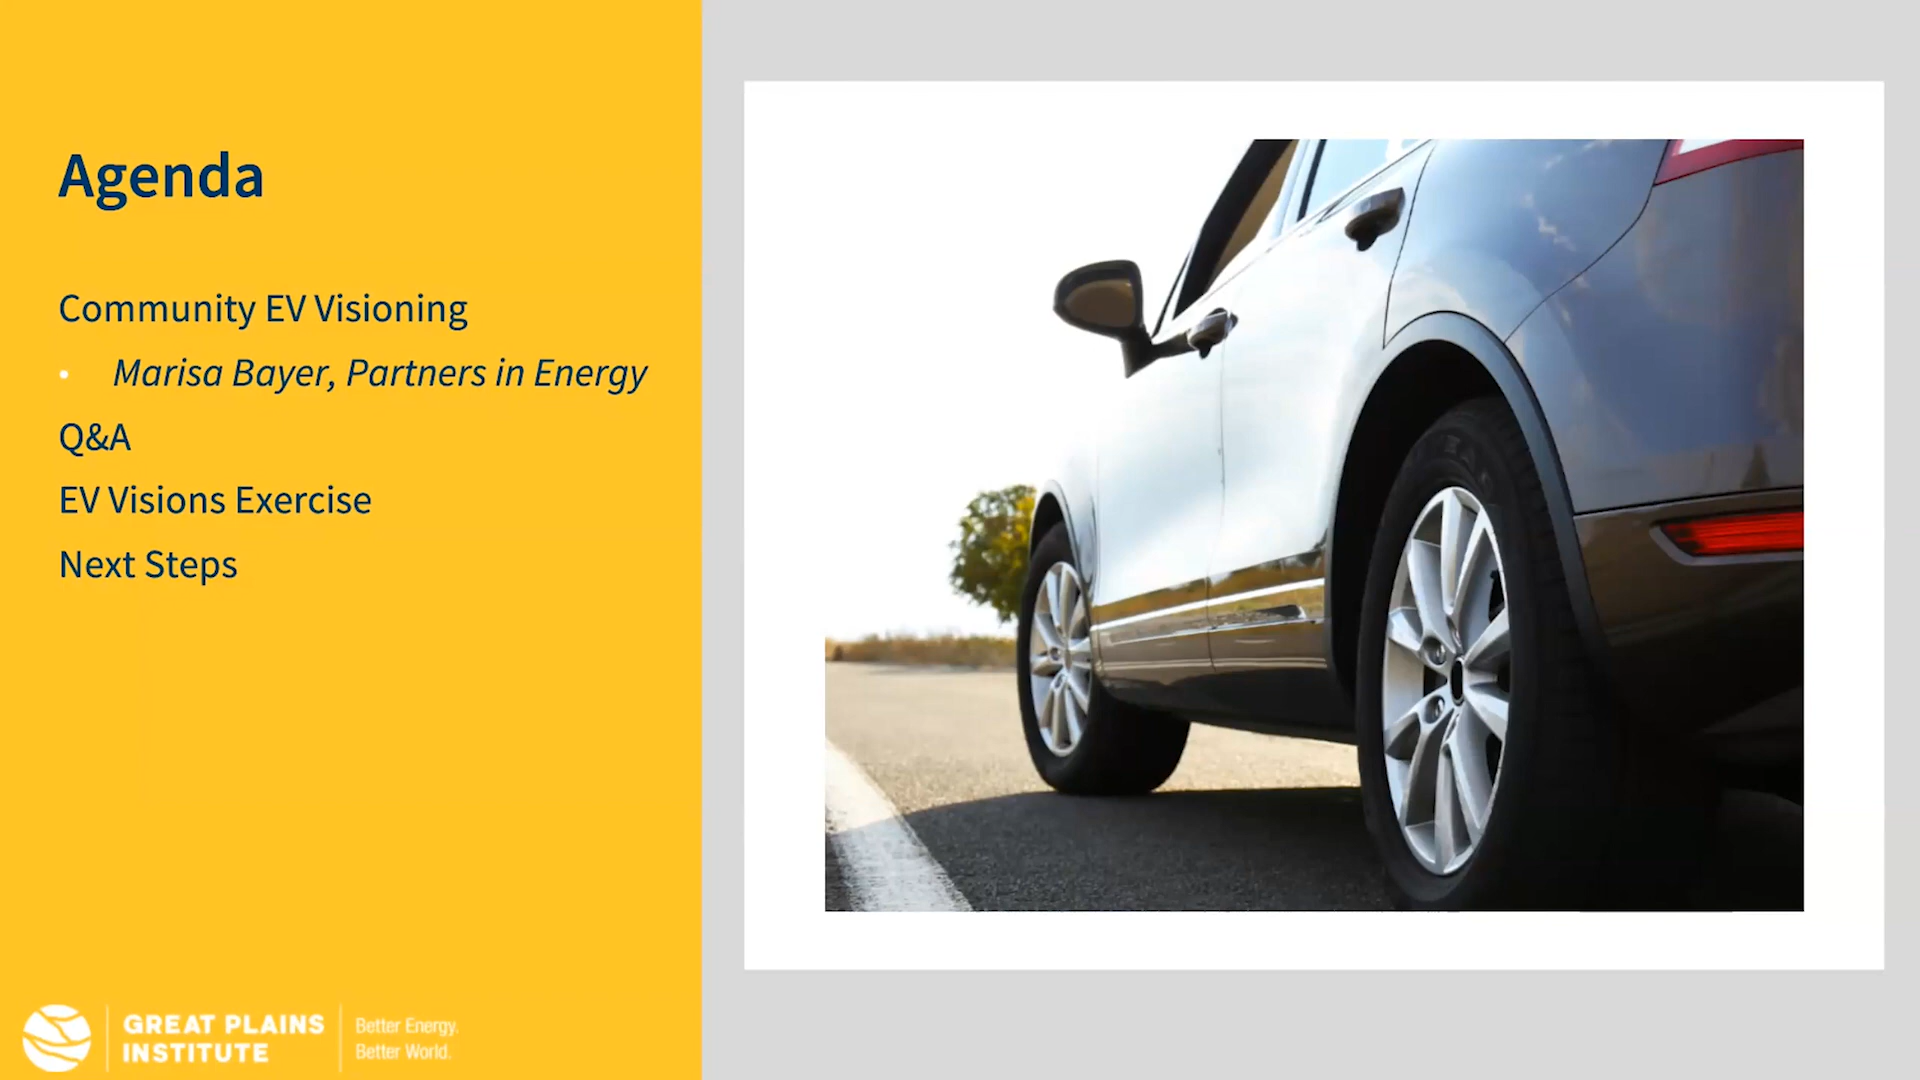 Agenda
Community EV Visioning
• Marisa Bayer, Partners in Energy
Q&A
EV Visions Exercise
Next Steps
GREAT PLAINS
INSTITUTE
Better Energy.
Better World.